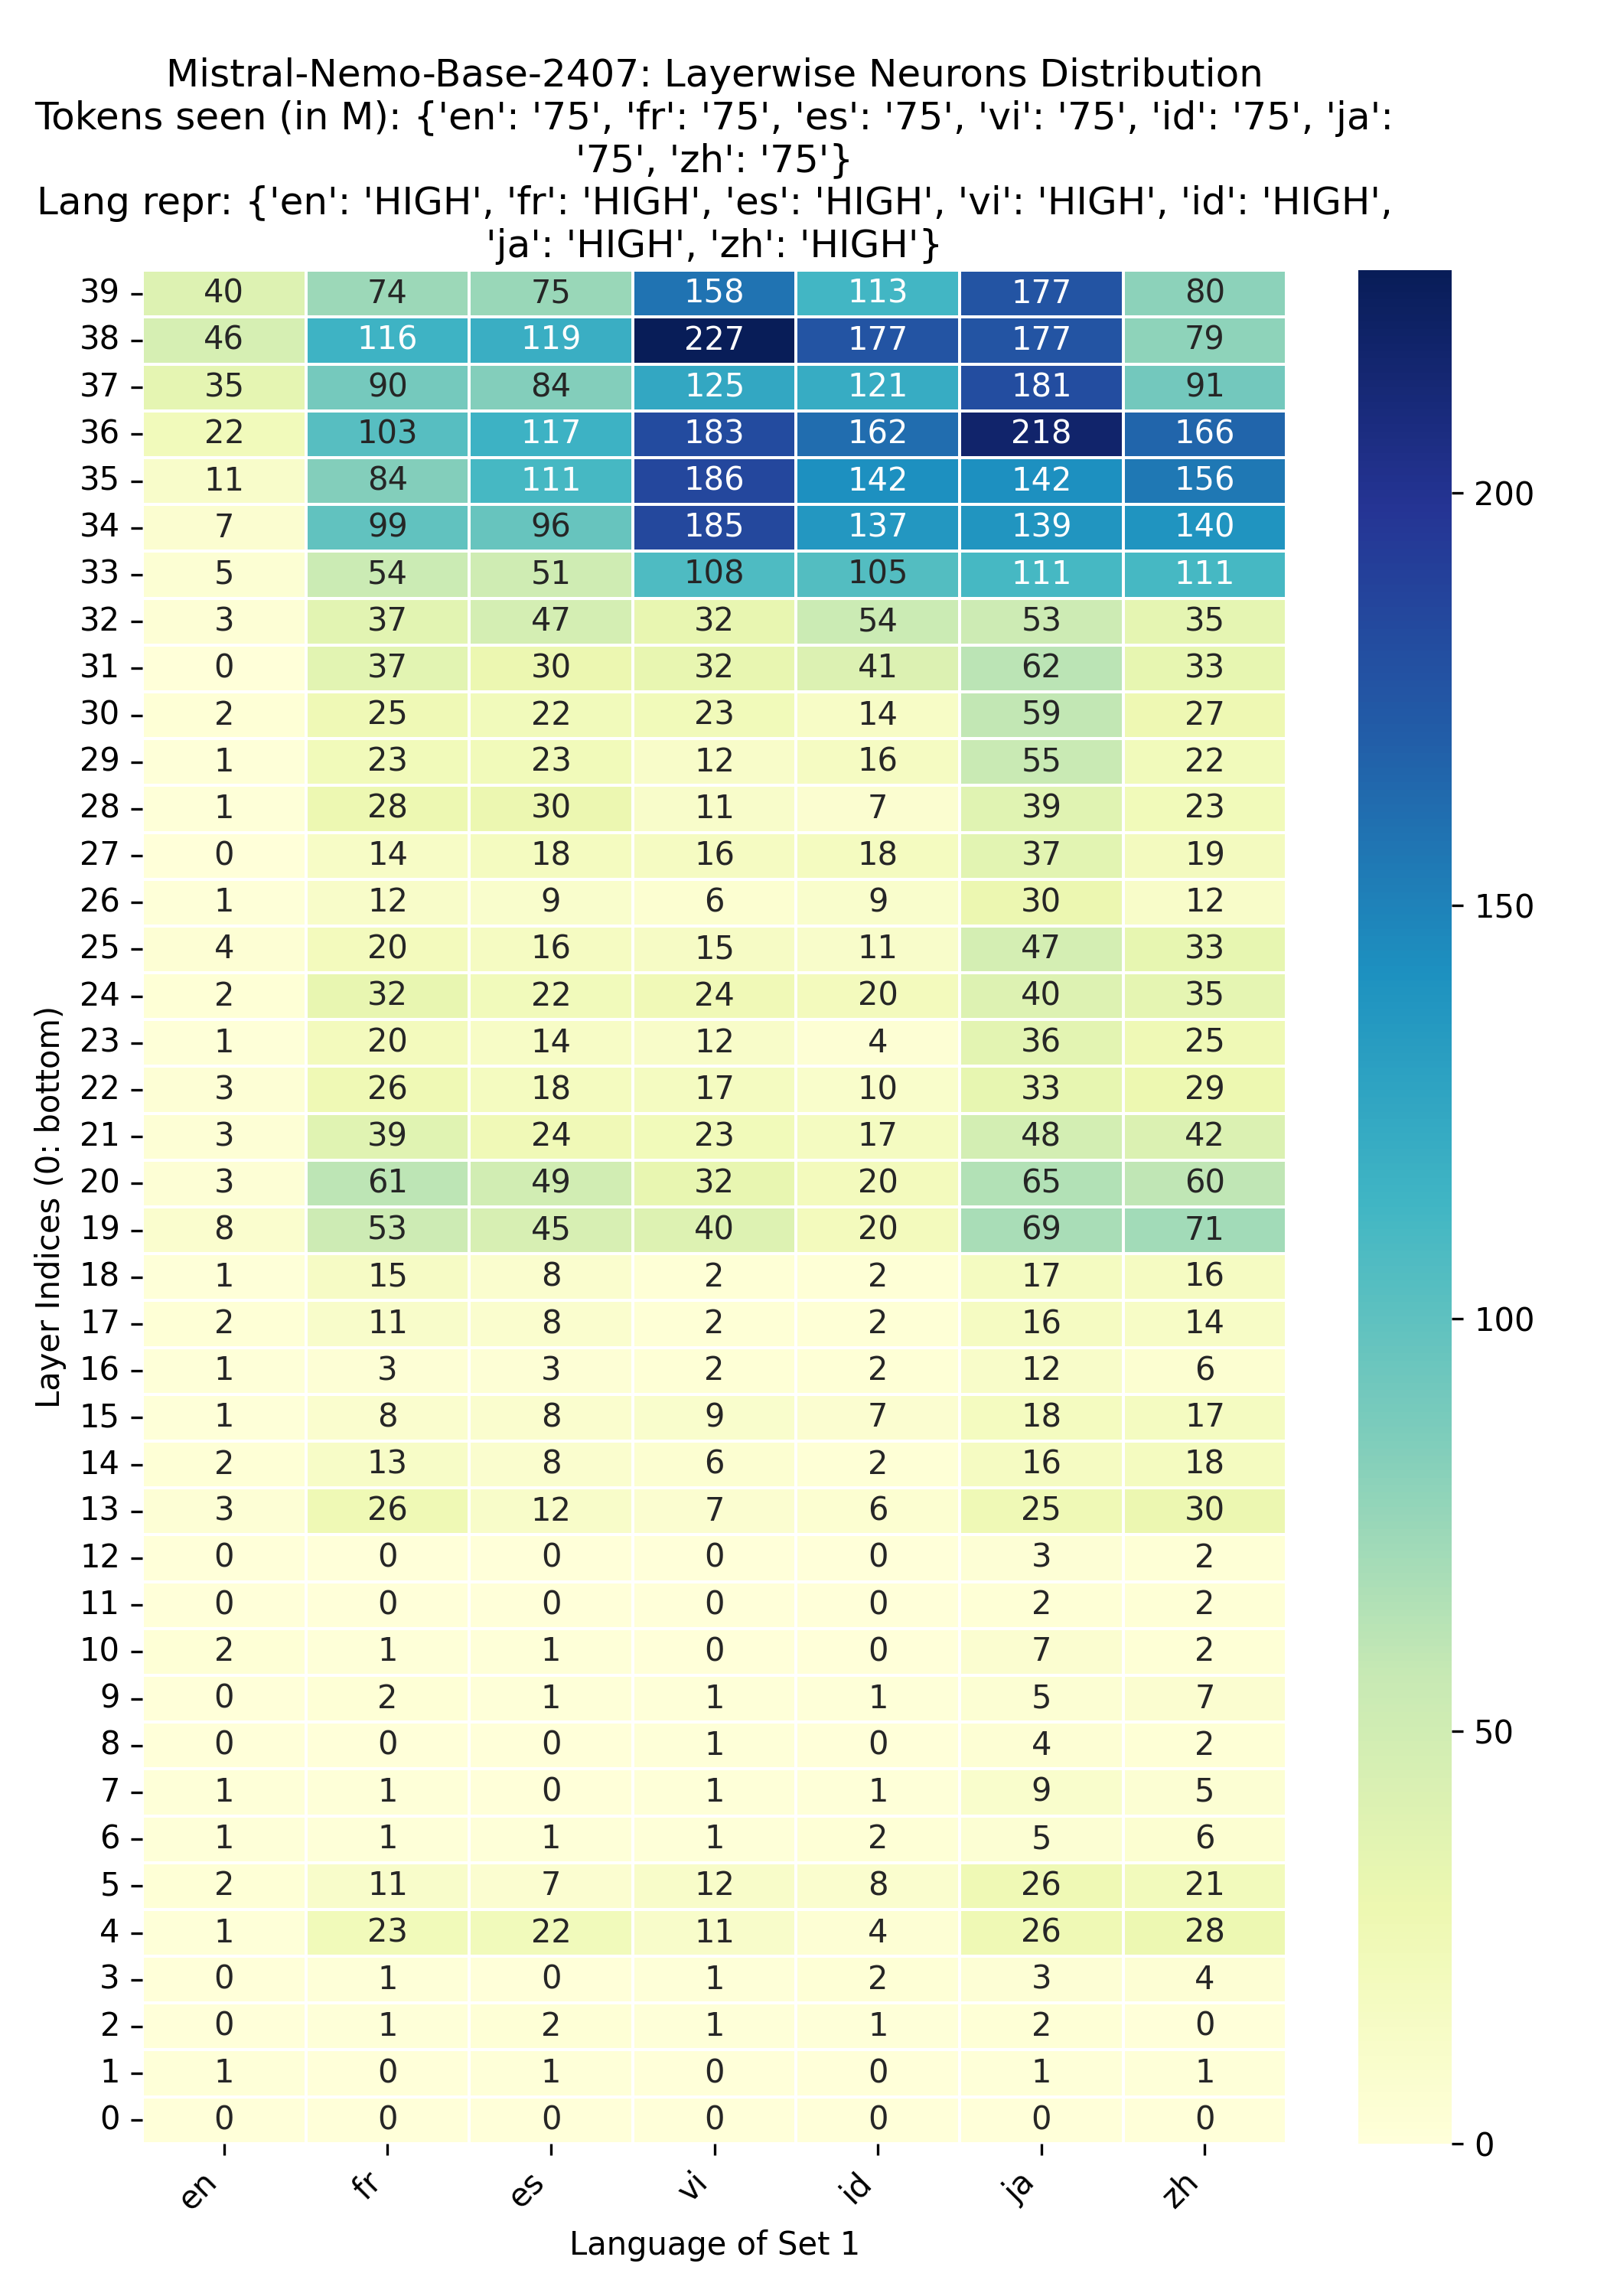 Mistral-Nemo-Base-2407: Layerwise Neurons Distribution
Tokens seen (in M): {'en': '75', 'fr': '75', 'es': '75', 'vi': '75', 'id': '75', 'ja':
'75', 'zh': '75'}
Lang repr: {'en': 'HIGH', 'fr': 'HIGH', 'es': 'HIGH', 'vi': 'HIGH', 'id': 'HIGH',
'ja': 'HIGH', 'zh': 'HIGH'}
39 40 74 75 158 113 177 80
38 46 116 119 227 177 177 79
37 35 90 84 125 121 181 91
36 22 103 117 183 162 218 166
35 11 84 111 186 142 142 156
34 7 99 96 185 137 139 140
33 5 54 51 108 105 111 111
32 3 37 47 32 54 53 35
31 0 37 30 32 41 62 33
30 2 25 22 23 14 59 27
29 1 23 23 12 16 55 22
28 1 28 30 11 7 39 23
27 0 14 18 16 18 37 19
26 1 12 9 6 9 30 12
25 4 20 16 15 11 47 33
24 2 32 22 24 20 40 35
23 1 20 14 12 4 36 25
22 3 26 18 17 10 33 29
21 3 39 24 23 17 48 42
20 3 61 49 32 20 65 60
19 8 53 45 40 20 69 71
18 1 15 8 2 2 17 16
17 2 11 8 2 2 16 14
16 1 3 3 2 2 12 6
15 1 8 8 9 7 18 17
14 2 13 8 6 2 16 18
13 3 26 12 7 6 25 30
12 0 0 0 0 0 3 2
11 0 0 0 0 0 2 2
10 2 1 1 0 0 7 2
9 0 2 1 1 1 5 7
8 0 0 0 1 0 4 2
7 1 1 0 1 1 9 5
6 1 1 1 1 2 5 6
5 2 11 7 12 8 26 21
4 1 23 22 11 4 26 28
3 0 1 0 1 2 3 4
2 0 1 2 1 1 2 0
1 1 0 1 0 0 1 1
0 0 0 0 0 0 0 0
en fr es vi id ja zh
Language of Set 1
Layer Indices (0: bottom)
200
150
100
50
0